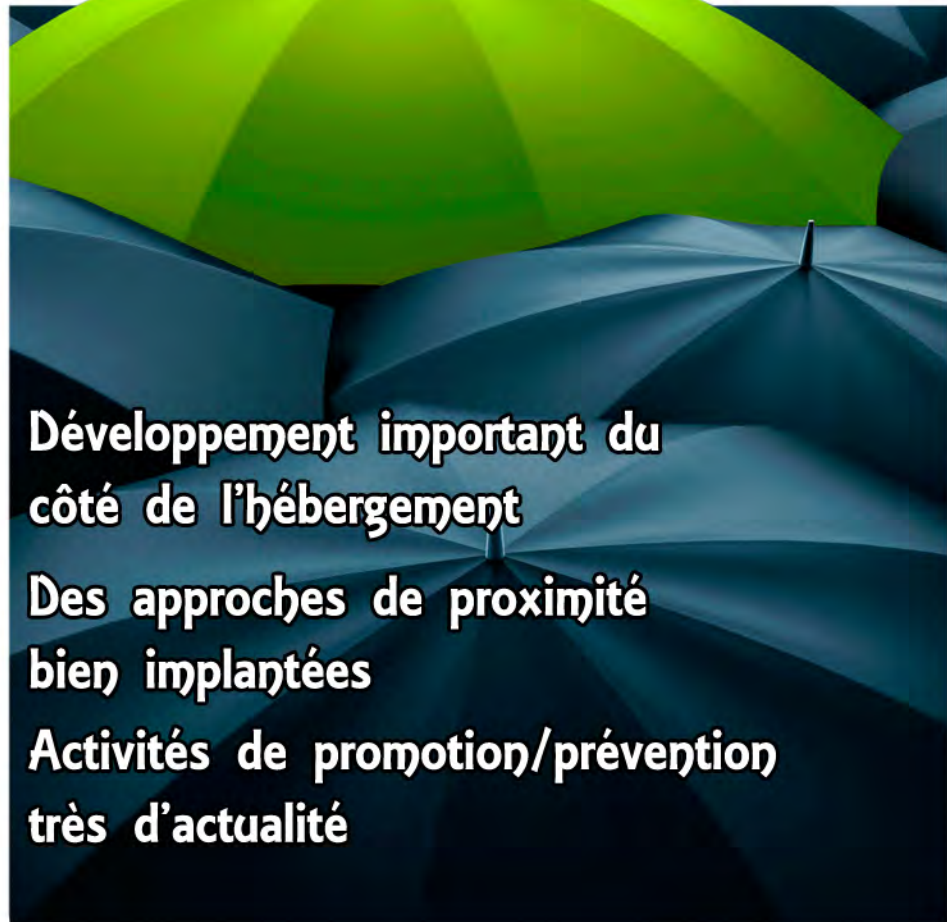 Développement important du
côté de l'hébergement
Des approches de proximité
bien implantées
Activités de promotion/prévention
très d'actualité